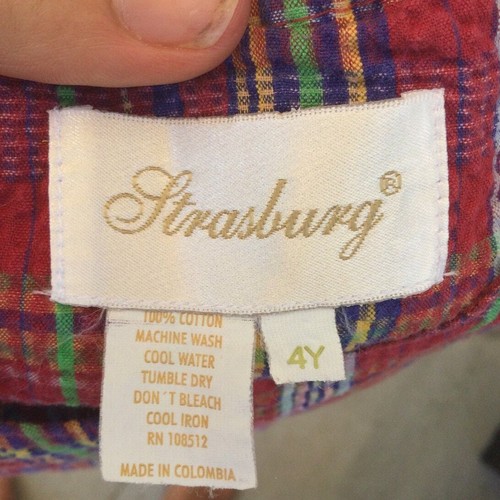 Strasburg®
100% COTTON
MACHINE WASH
COOL WATER
TUMBLE DRY
DON´T BLEACH
COOL IRON
RN 108512
MADE IN COLOMBIA
4Y